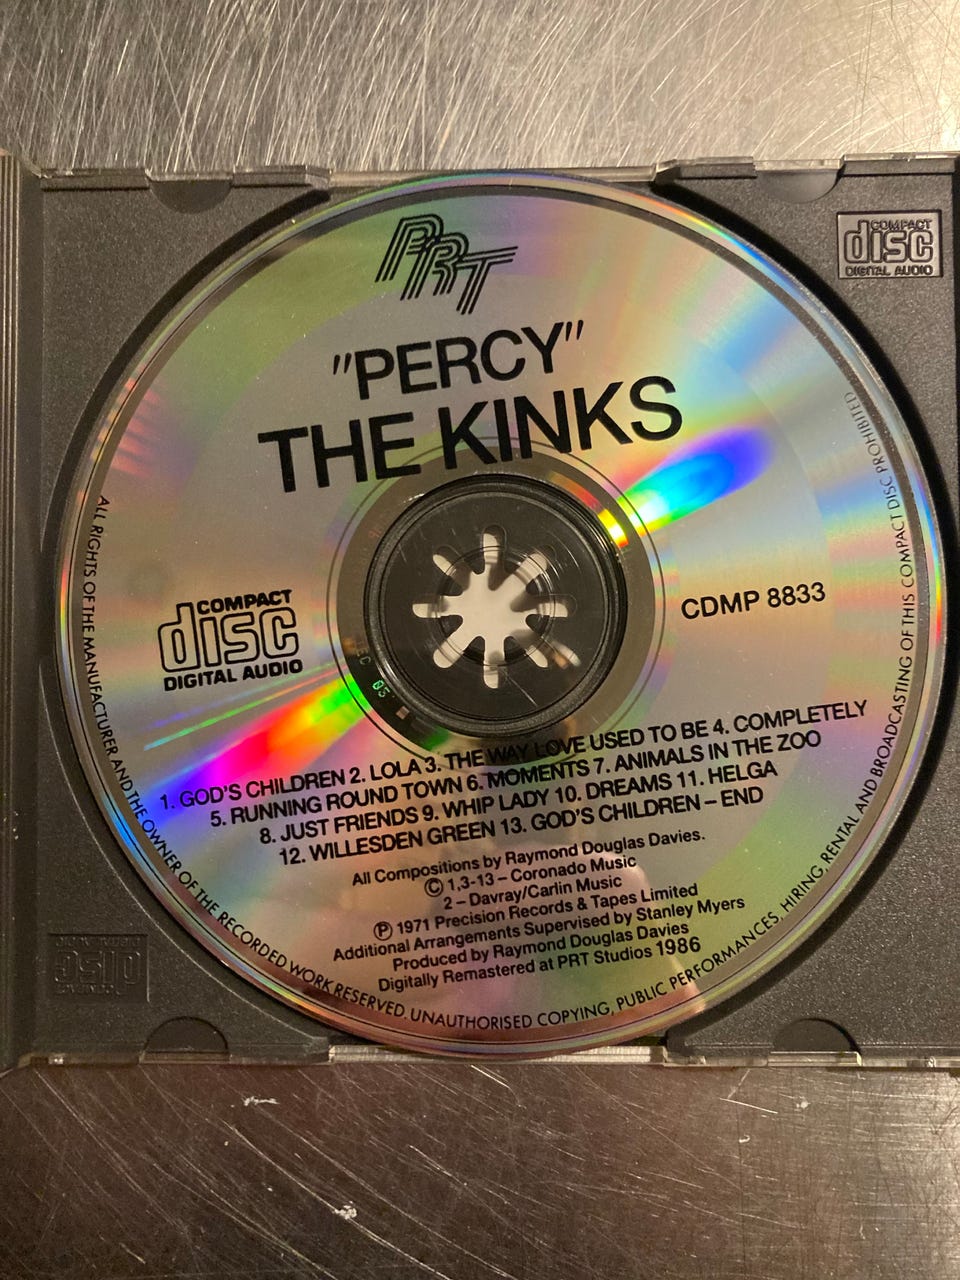 PRT
"PERCY"
THE KINKS
COMPACT
disc
DIGITAL AUDIO
COMPACT
disc
DIGITAL AUDIO
CDMP 8833
1. GOD'S CHILDREN 2. LOLA 3. THE WAY LOVE USED TO BE 4. COMPLETELY
5. RUNNING ROUND TOWN 6. MOMENTS 7. ANIMALS IN THE ZOO
8. JUST FRIENDS 9. WHIP LADY 10. DREAMS 11. HELGA
12. WILLESDEN GREEN 13. GOD'S CHILDREN – END
All Compositions by Raymond Douglas Davies.
© 1,3-13 – Coronado Music
2 – Davray/Carlin Music
℗ 1971 Precision Records & Tapes Limited
Additional Arrangements Supervised by Stanley Myers
Produced by Raymond Douglas Davies
Digitally Remastered at PRT Studios 1986
ALL RIGHTS OF THE MANUFACTURER AND THE OWNER OF THE RECORDED WORK RESERVED. UNAUTHORISED COPYING, PUBLIC PERFORMANCES, HIRING, RENTAL AND BROADCASTING OF THIS COMPACT DISC PROHIBITED
COMPACT
disc
DIGITAL AUDIO